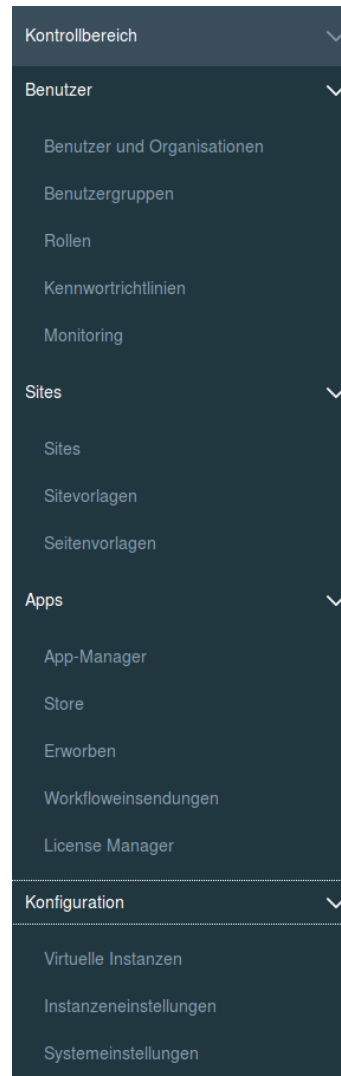 Kontrollbereich
Benutzer
Benutzer und Organisationen
Benutzergruppen
Rollen
Kennwortrichtlinien
Monitoring
Sites
Sites
Sitevorlagen
Seitenvorlagen
Apps
App-Manager
Store
Erworben
Workfloweinsendungen
License Manager
Konfiguration
Virtuelle Instanzen
Instanzeneinstellungen
Systemeinstellungen